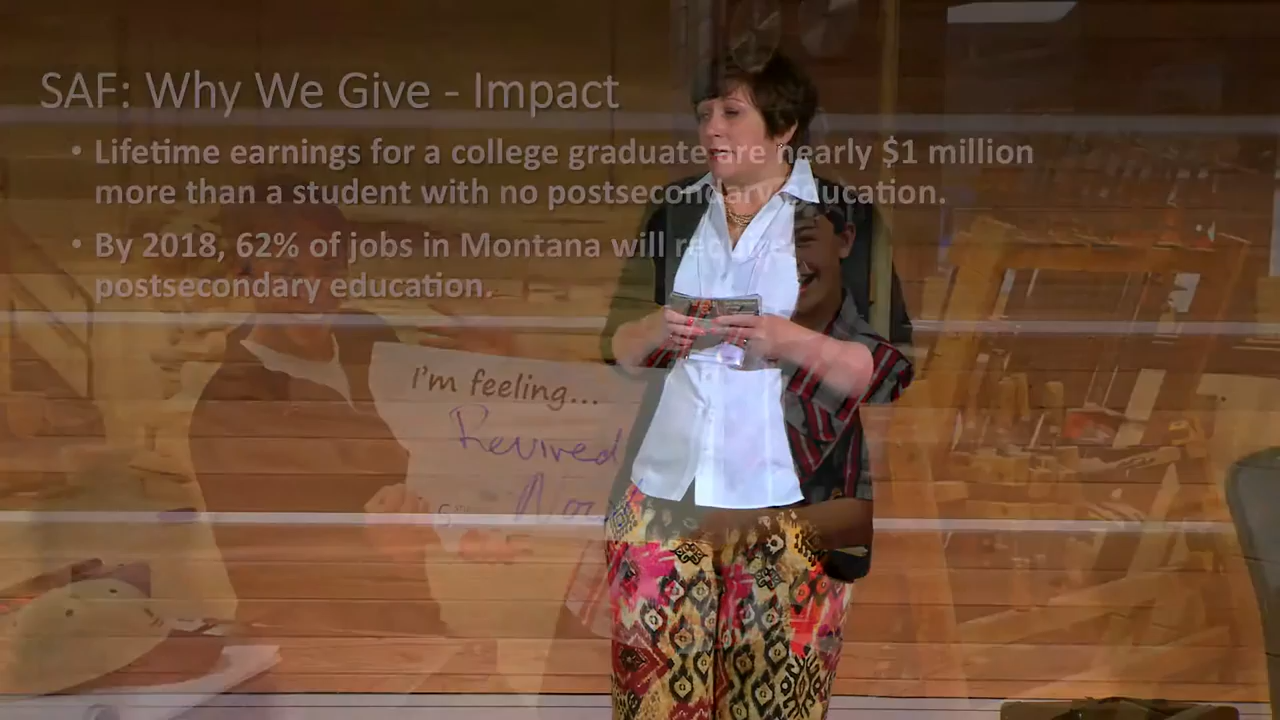 SAF: Why We Give - Impact
• Lifetime earnings for a college graduate are nearly $1 million
more than a student with no postsecondary education.
• By 2018, 62% of jobs in Montana will require
postsecondary education.
I'm feeling...
Revived